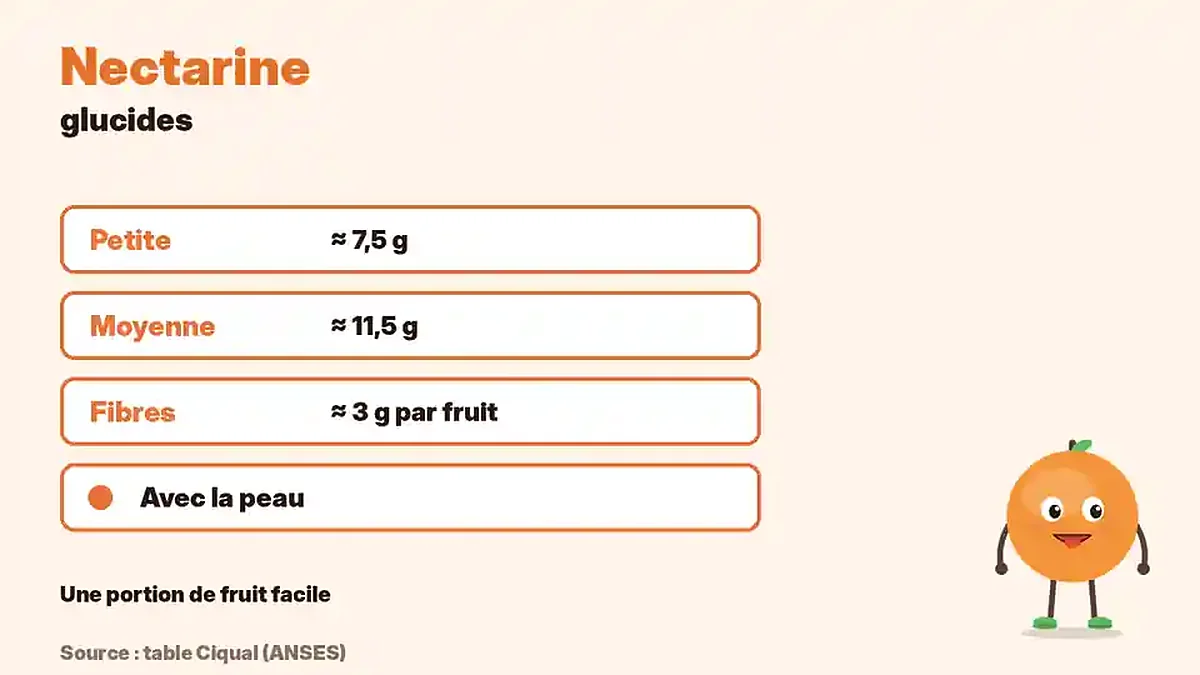 Nectarine
glucides
Petite ≈ 7,5 g
Moyenne ≈ 11,5 g
Fibres ≈ 3 g par fruit
Avec la peau
Une portion de fruit facile
Source : table Ciqual (ANSES)